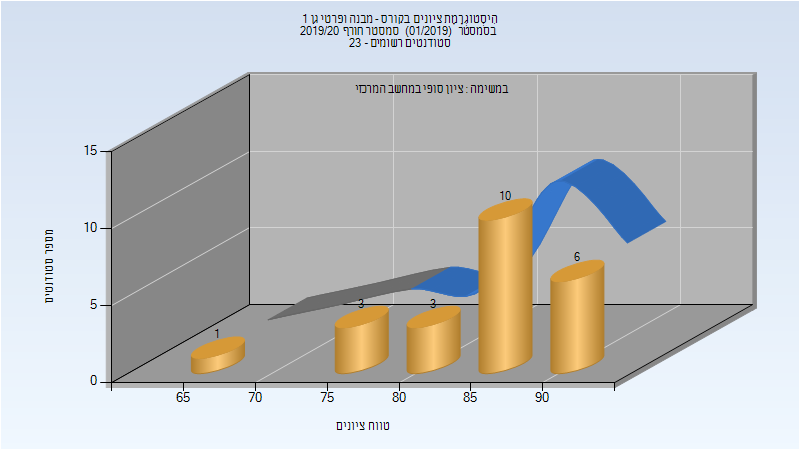 היסטוגרמת ציונים בקורס - מבנה ופרטי גן 1
בסמסטר (01/2019) סמסטר חורף 2019/20
סטודנטים רשומים - 23
במשימה : ציון סופי במחשב המרכזי
מספר סטודנטים
15
10
5
0
1
3
3
10
6
65
70
75
80
85
90
טווח ציונים